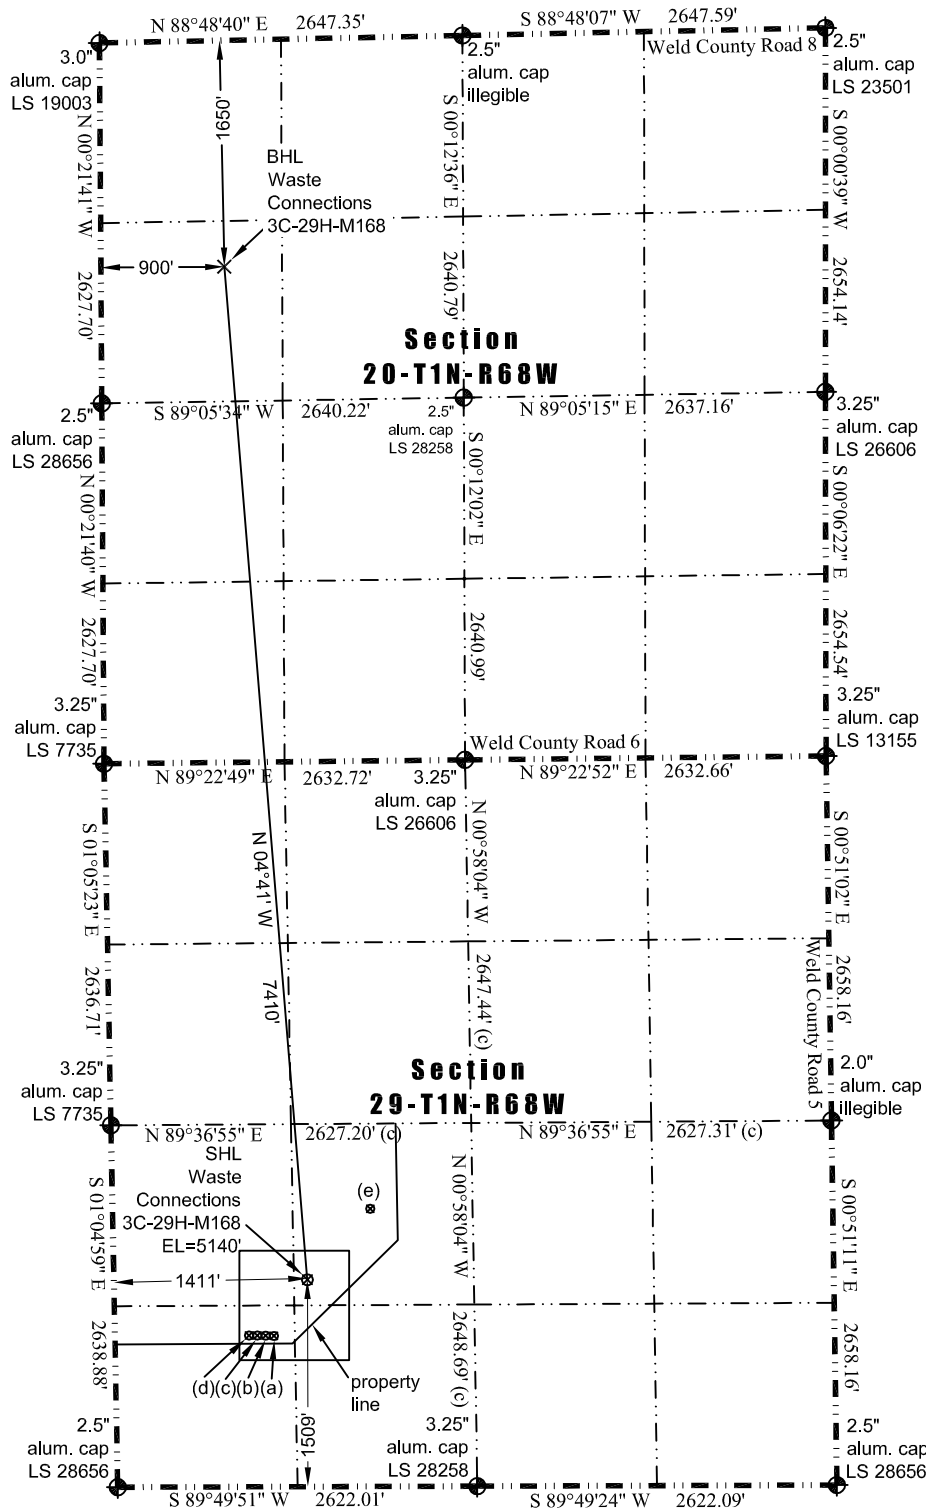 N 88°48'40" E 2647.35'
S 88°48'07" W 2647.59'
Weld County Road 8
3.0"
alum. cap
LS 19003
2.5"
alum. cap
illegible
2.5"
alum. cap
LS 23501
N 00°21'41" W 2627.70'
1650'
S 00°12'36" E 2640.79'
S 00°00'39" W 2654.14'
BHL
Waste
Connections
3C-29H-M168
900'
Section
20-T1N-R68W
S 89°05'34" W 2640.22'
N 89°05'15" E 2637.16'
2.5"
alum. cap
LS 28656
2.5"
alum. cap
LS 28258
3.25"
alum. cap
LS 26606
N 00°21'40" W 2627.70'
S 00°12'02" E 2640.99'
S 00°06'22" E 2654.54'
3.25"
alum. cap
LS 7735
3.25"
alum. cap
LS 13155
Weld County Road 6
N 89°22'49" E 2632.72'
N 89°22'52" E 2632.66'
3.25"
alum. cap
LS 26606
S 01°05'23" E 2636.71'
N 04°41' W 7410'
N 00°58'04" W 2647.44' (c)
S 00°51'02" E 2658.16'
Weld County Road 5
Section
29-T1N-R68W
3.25"
alum. cap
LS 7735
2.0"
alum. cap
illegible
N 89°36'55" E 2627.20' (c)
N 89°36'55" E 2627.31' (c)
SHL
Waste
Connections
3C-29H-M168
EL=5140'
(e)
S 01°04'59" E 2638.88'
1411'
N 00°58'04" W 2648.69' (c)
S 00°51'11" E 2658.16'
(d)(c)(b)(a)
property
line
1509'
2.5"
alum. cap
LS 28656
3.25"
alum. cap
LS 28258
2.5"
alum. cap
LS 28656
S 89°49'51" W 2622.01'
S 89°49'24" W 2622.09'